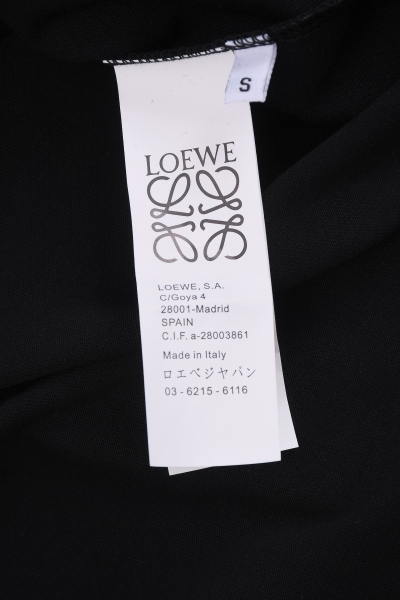 S
LOEWE
LOEWE, S.A.
C/Goya 4
28001-Madrid
SPAIN
C.I.F. a-28003861
Made in Italy
ロエベジャパン
03 - 6215 - 6116